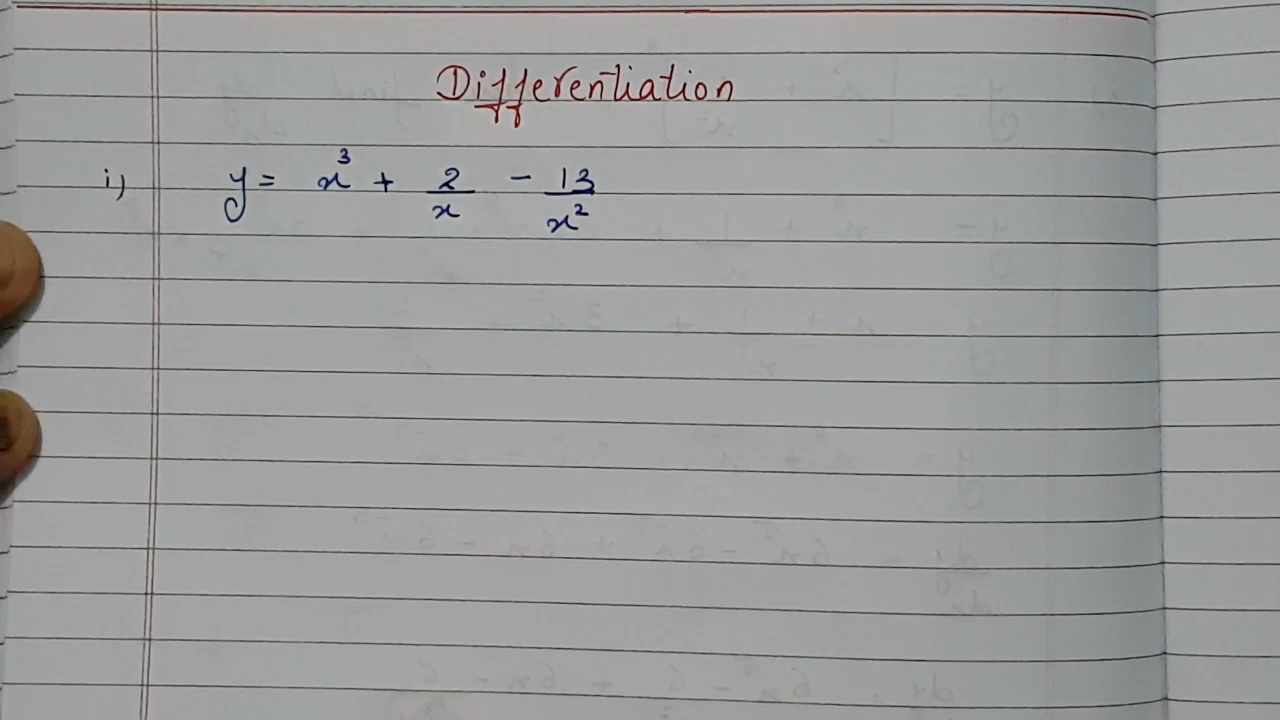 Differentiation
i) y = x³ + 2/x - 13/x²